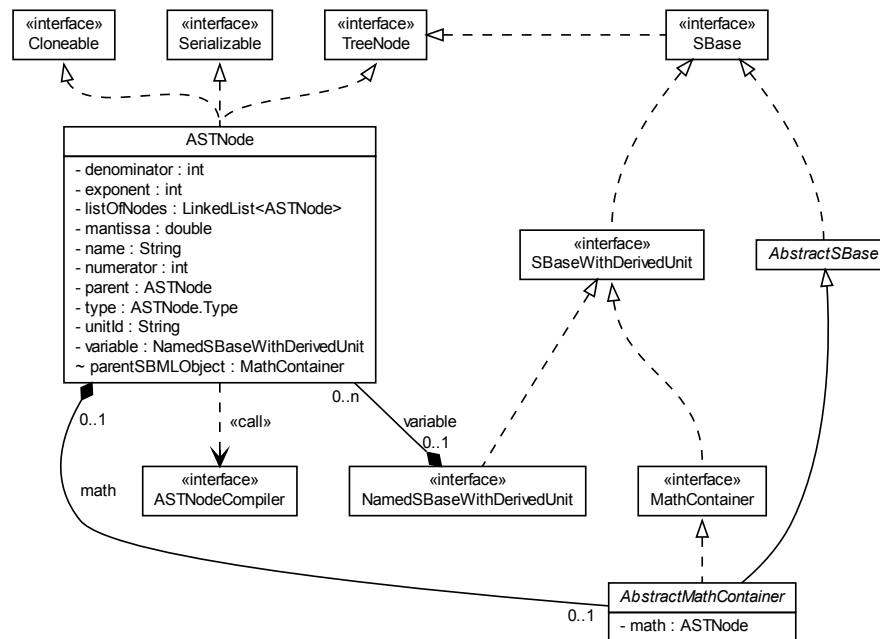 «interface»
Cloneable
«interface»
Serializable
«interface»
TreeNode
«interface»
SBase
ASTNode
- denominator : int
- exponent : int
- listOfNodes : LinkedList<ASTNode>
- mantissa : double
- name : String
- numerator : int
- parent : ASTNode
- type : ASTNode.Type
- unitId : String
- variable : NamedSBaseWithDerivedUnit
~ parentSBMLObject : MathContainer
«interface»
SBaseWithDerivedUnit
AbstractSBase
0..1
«call»
0..n
variable
0..1
math
«interface»
ASTNodeCompiler
«interface»
NamedSBaseWithDerivedUnit
«interface»
MathContainer
AbstractMathContainer
- math : ASTNode
0..1